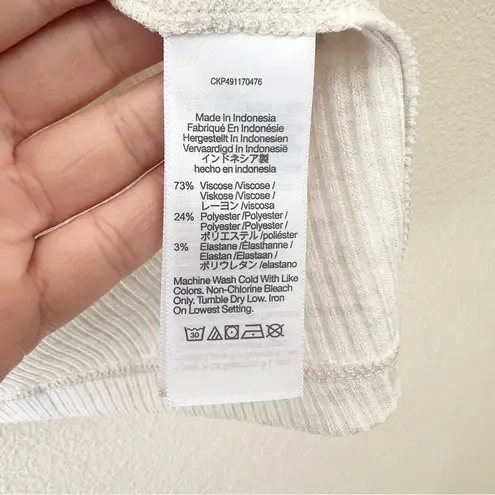 CKP491170476
Made in Indonesia
Fabriqué En Indonésie
Hergestellt in Indonesien
Vervaardigd in Indonesië
インドネシア製
hecho en indonesia
73% Viscose /Viscose /
Viskose /Viscose /
レーヨン /viscosa
24% Polyester /Polyester /
Polyester /Polyester /
ポリエステル /poliéster
3% Elastane /Élasthanne /
Elastan /Elastaan /
ポリウレタン /elastano
Machine Wash Cold With Like
Colors. Non-Chlorine Bleach
Only. Tumble Dry Low. Iron
On Lowest Setting.
30